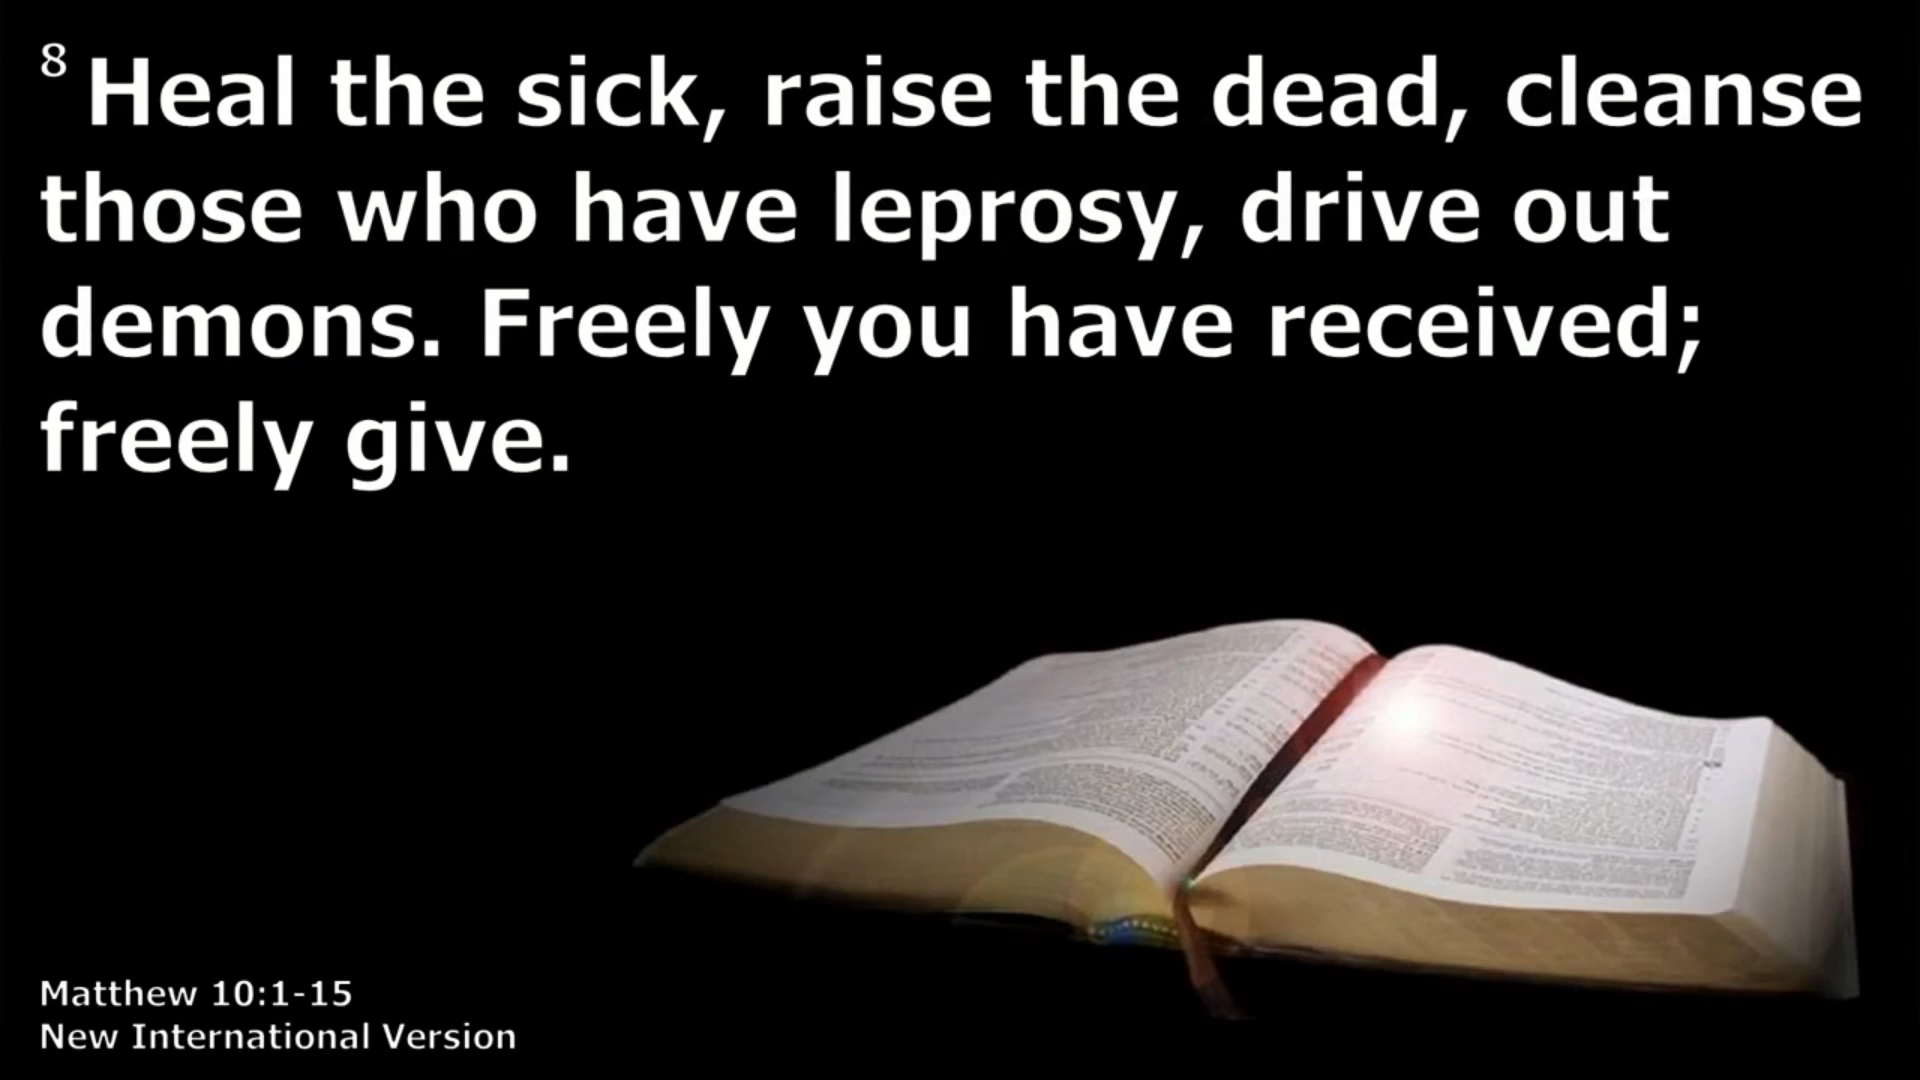 8 Heal the sick, raise the dead, cleanse
those who have leprosy, drive out
demons. Freely you have received;
freely give.
Matthew 10:1-15
New International Version